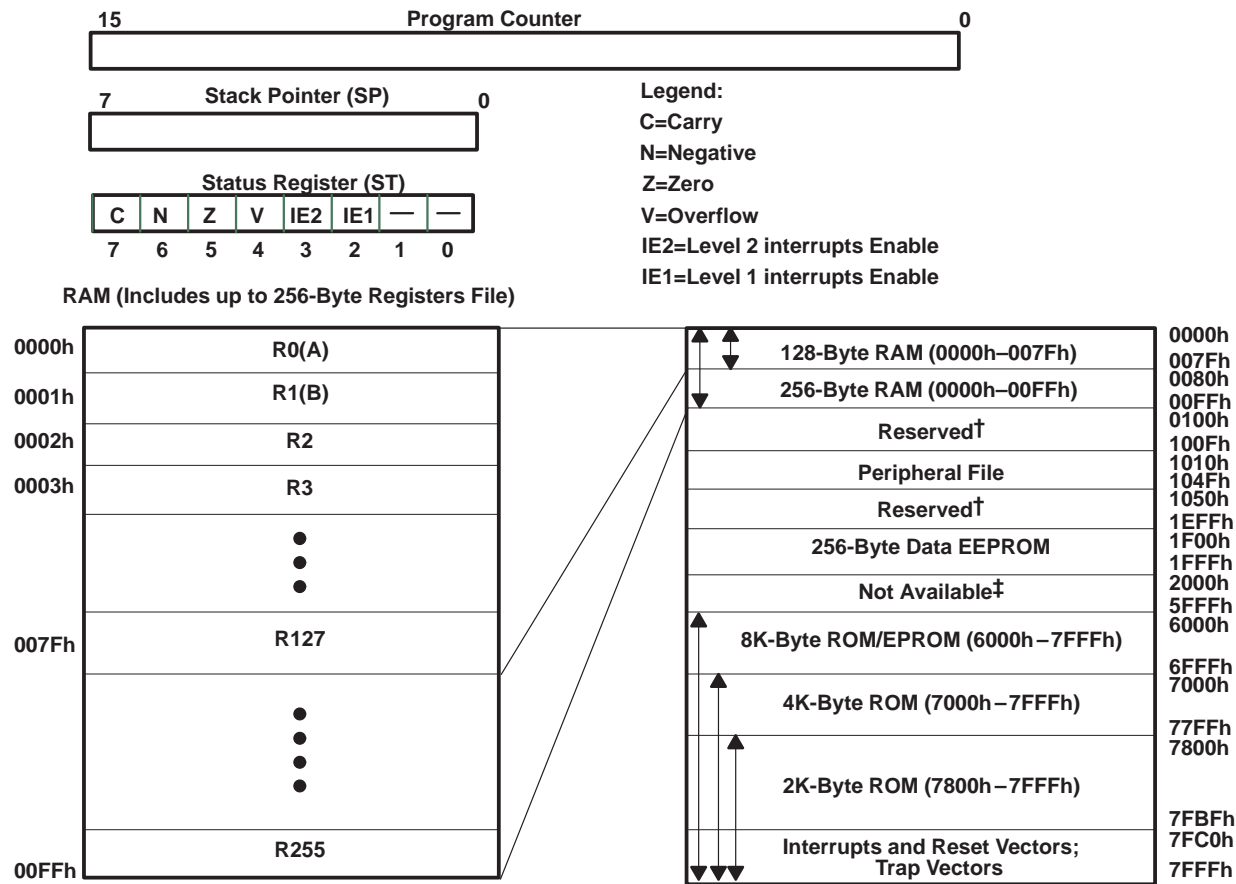 15 Program Counter 0
7 Stack Pointer (SP) 0
Legend:
C=Carry
N=Negative
Z=Zero
V=Overflow
IE2=Level 2 interrupts Enable
IE1=Level 1 interrupts Enable
Status Register (ST)
C N Z V IE2 IE1 — —
7 6 5 4 3 2 1 0
RAM (Includes up to 256-Byte Registers File)
0000h R0(A)
0001h R1(B)
0002h R2
0003h R3
007Fh R127
R255
00FFh
0000h
128-Byte RAM (0000h–007Fh)
007Fh
0080h
256-Byte RAM (0000h–00FFh)
00FFh
0100h
Reserved†
100Fh
1010h
Peripheral File
104Fh
1050h
Reserved†
1EFFh
1F00h
256-Byte Data EEPROM
1FFFh
2000h
Not Available‡
5FFFh
6000h
8K-Byte ROM/EPROM (6000h–7FFFh)
6FFFh
7000h
4K-Byte ROM (7000h–7FFFh)
77FFh
7800h
2K-Byte ROM (7800h–7FFFh)
7FBFh
7FC0h
Interrupts and Reset Vectors;
Trap Vectors
7FFFh